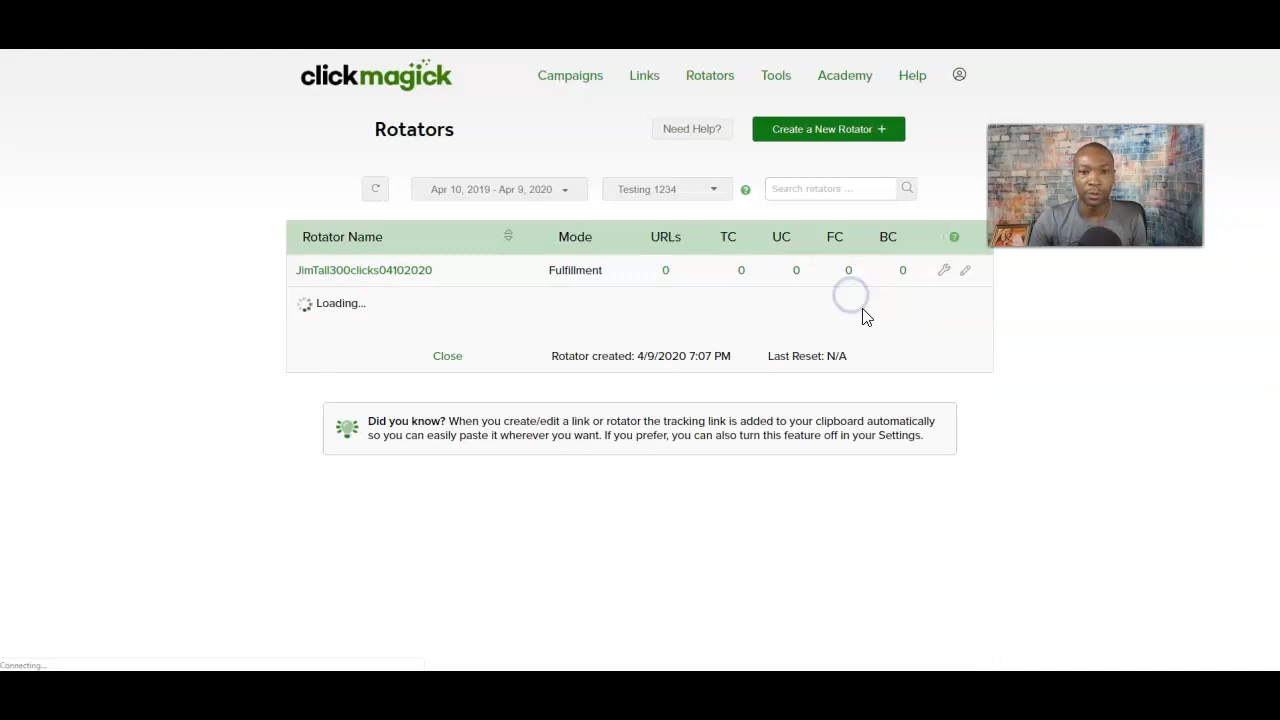 clickmagick
Campaigns Links Rotators Tools Academy Help
Rotators
Need Help?
Create a New Rotator +
Apr 10, 2019 - Apr 9, 2020
Testing 1234
Search rotators ...
Rotator Name Mode URLs TC UC FC BC
JimTall300clicks04102020 Fulfillment 0 0 0 0 0
Loading...
Close Rotator created: 4/9/2020 7:07 PM Last Reset: N/A
Did you know? When you create/edit a link or rotator the tracking link is added to your clipboard automatically
so you can easily paste it wherever you want. If you prefer, you can also turn this feature off in your Settings.
Connecting...